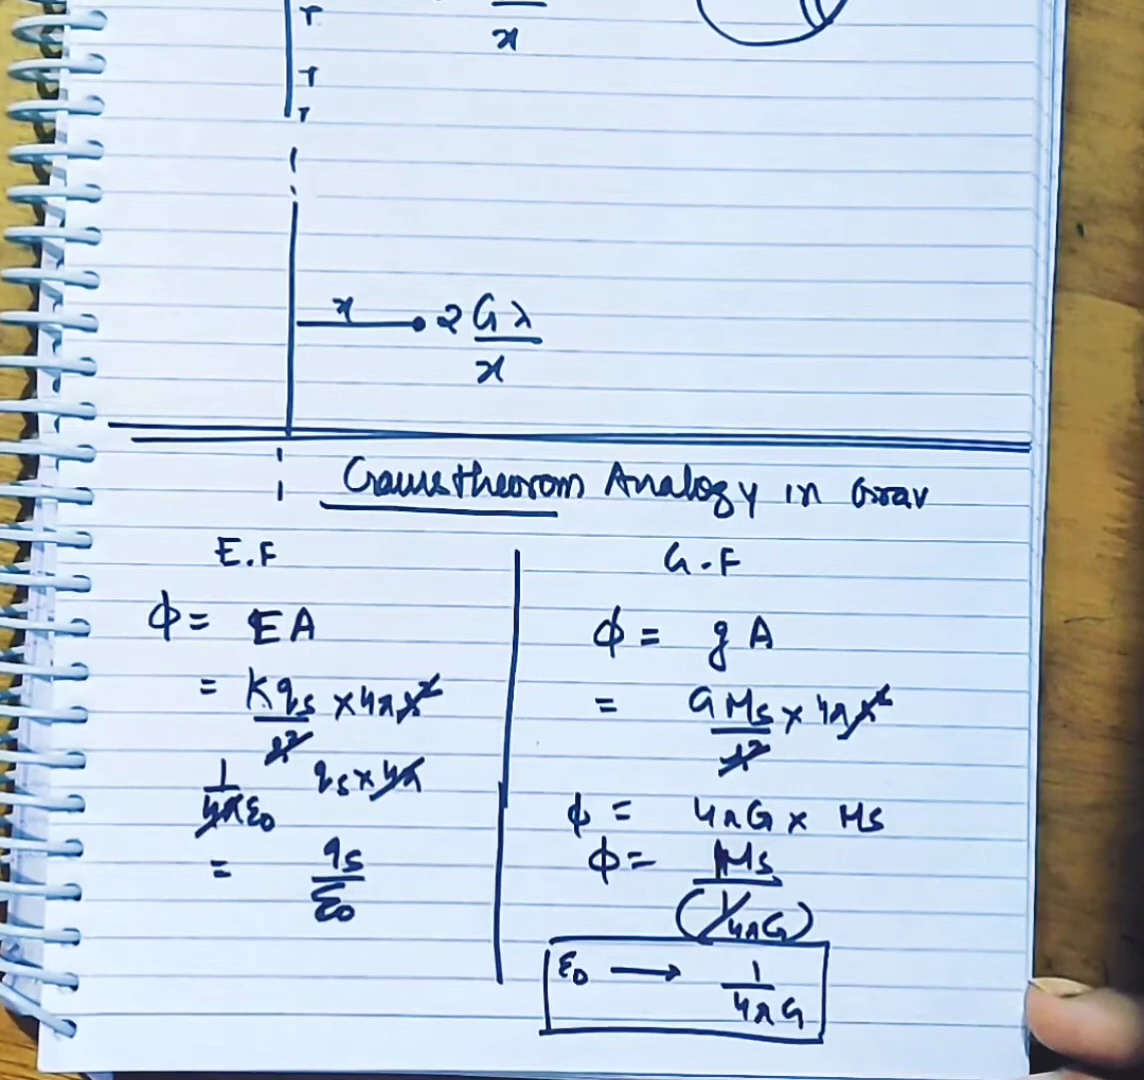 x
x
2Gλ
x
Gauss theorom Analogy in Grav
E.F
ϕ = EA
= Kqs × 4πx²
x²
1 qs × 4π
4πε0
= qs
ε0
G.F
ϕ = gA
= GMs × 4πx²
x²
ϕ = 4πG × Ms
ϕ = Ms
(1/4πG)
ε0 → 1
4πG